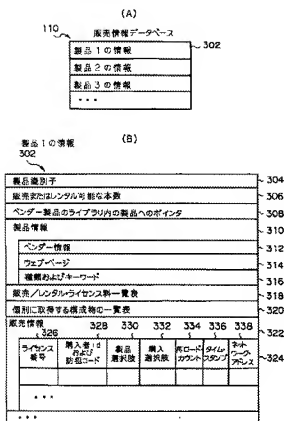 (A)
110
販売情報データベース
製品1の情報
302
製品2の情報
製品3の情報
•••
(B)
製品1の情報
302
製品識別子
304
販売またはレンタル可能な本数
306
ベンダー製品のライブラリ内の製品へのポインタ
308
製品情報
310
ベンダー情報
312
ウェブ・ページ
314
種類およびキーワード
316
販売/レンタル・ライセンス料一覧表
318
個別に取得する構成物の一覧表
320
販売情報
322
326 328 330 332 334 336 338
ライセンス番号
購入者idおよび防犯コード
製品選択肢
購入選択肢
再ロードカウント
タイム・スタンプ
ネットワーク・アドレス
324
•••
•••